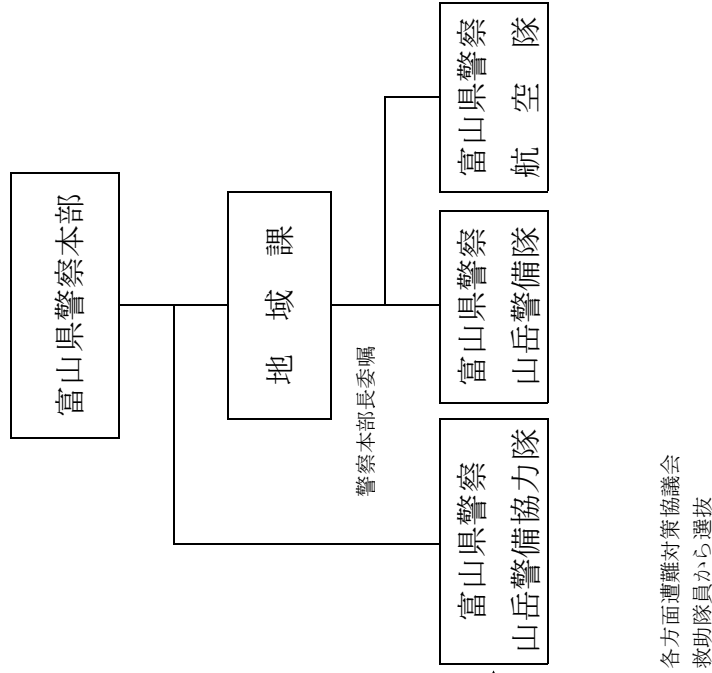 富山県警察本部
地域課
警察本部長委嘱
富山県警察
山岳警備協力隊
富山県警察
山岳警備隊
富山県警察
航空隊
各方面遭難対策協議会
救助隊員から選抜